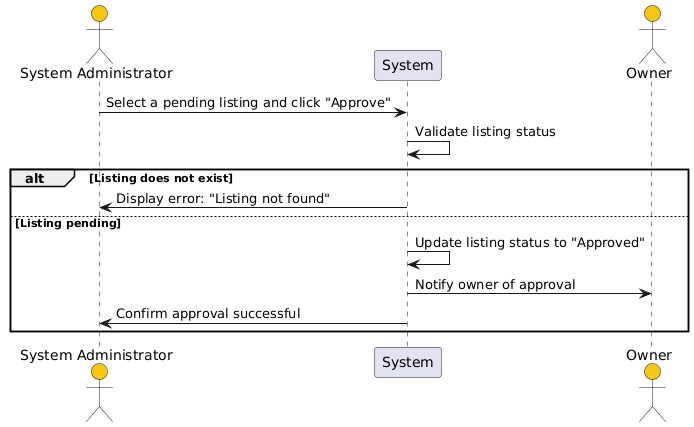 System Administrator
System
Owner
Select a pending listing and click "Approve"
Validate listing status
alt
[Listing does not exist]
Display error: "Listing not found"
[Listing pending]
Update listing status to "Approved"
Notify owner of approval
Confirm approval successful
System Administrator
System
Owner